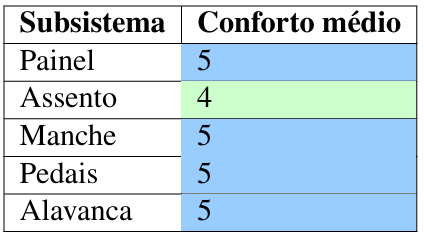 Subsistema Conforto médio
Painel 5
Assento 4
Manche 5
Pedais 5
Alavanca 5